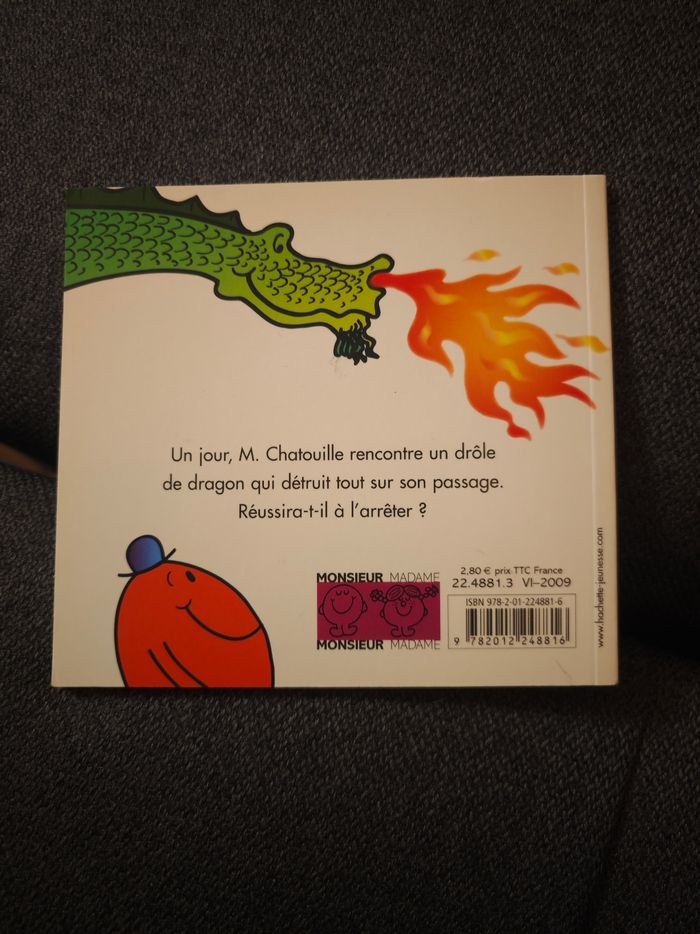 Un jour, M. Chatouille rencontre un drôle
de dragon qui détruit tout sur son passage.
Réussira-t-il à l'arrêter ?
MONSIEUR MADAME
MONSIEUR MADAME
2,80 € prix TTC France
22.4881.3 VI–2009
ISBN 978-2-01-224881-6
9 782012 248816
www.hachette-jeunesse.com